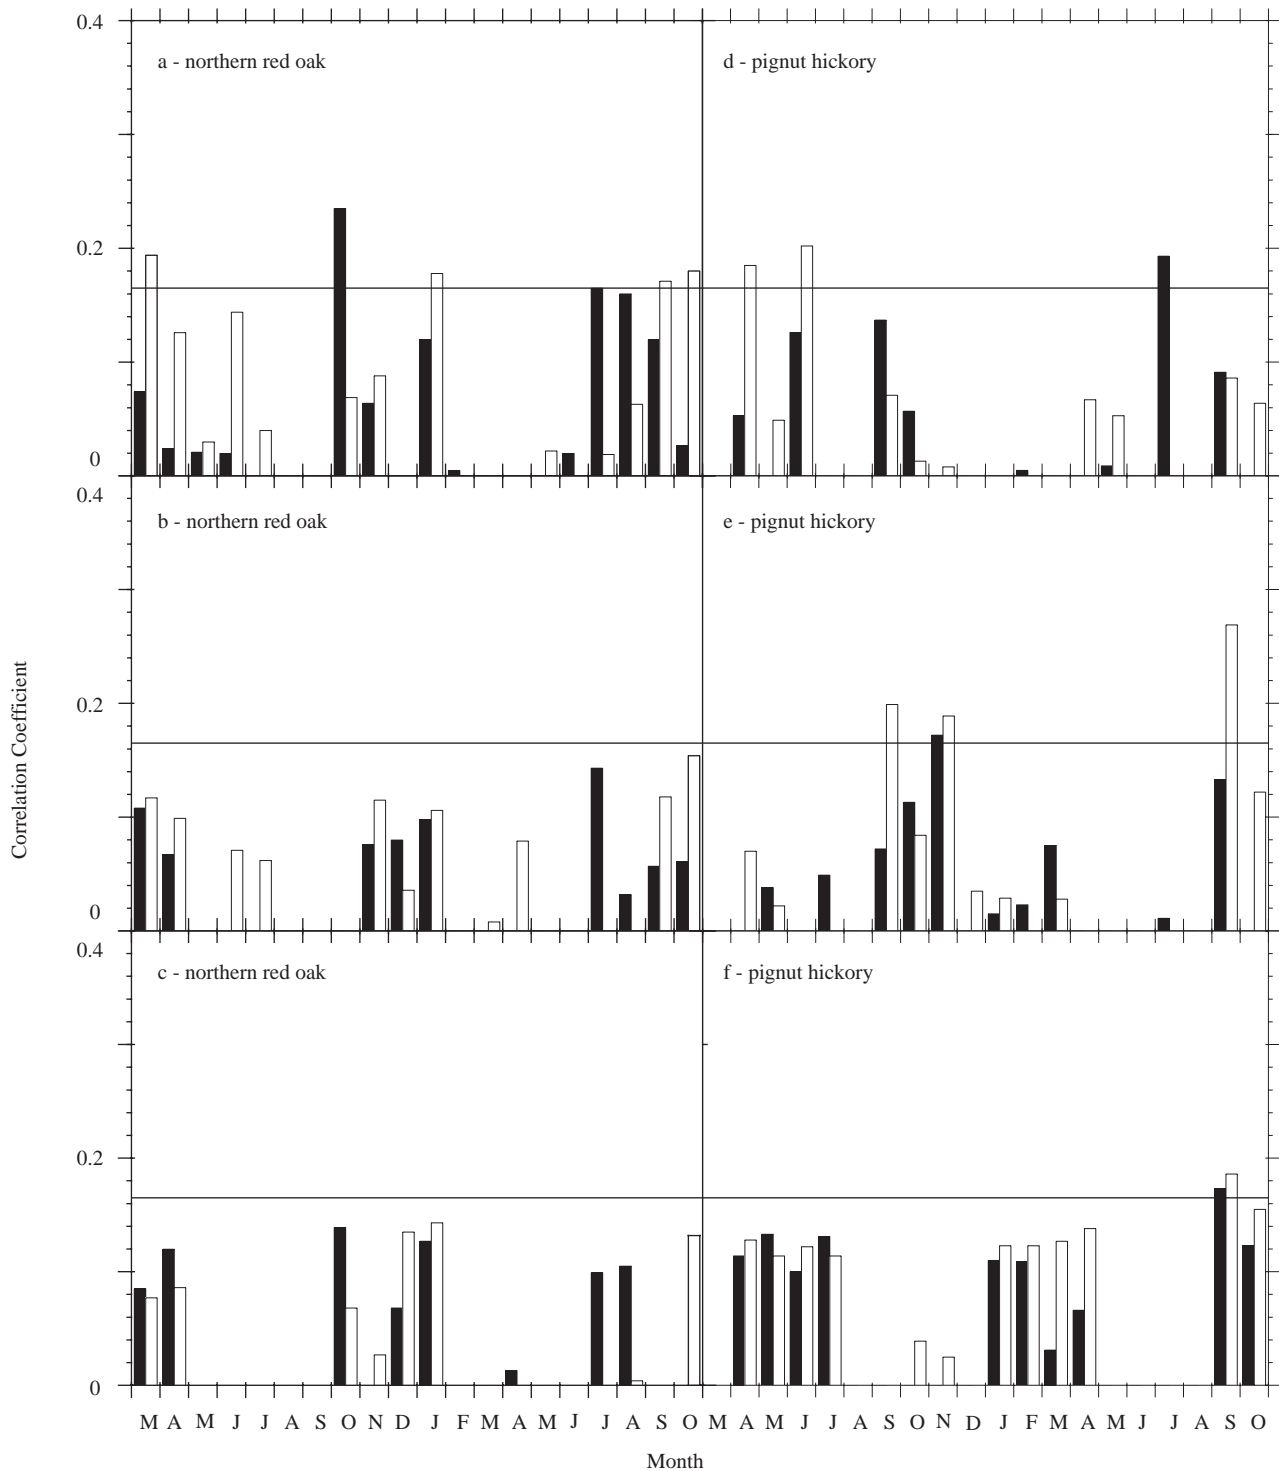 0.4
a - northern red oak
d - pignut hickory
0.2
0
0.4
b - northern red oak
e - pignut hickory
Correlation Coefficient
0.2
0
0.4
c - northern red oak
f - pignut hickory
0.2
0
M A M J J A S O N D J F M A M J J A S O M A M J J A S O N D J F M A M J J A S O
Month